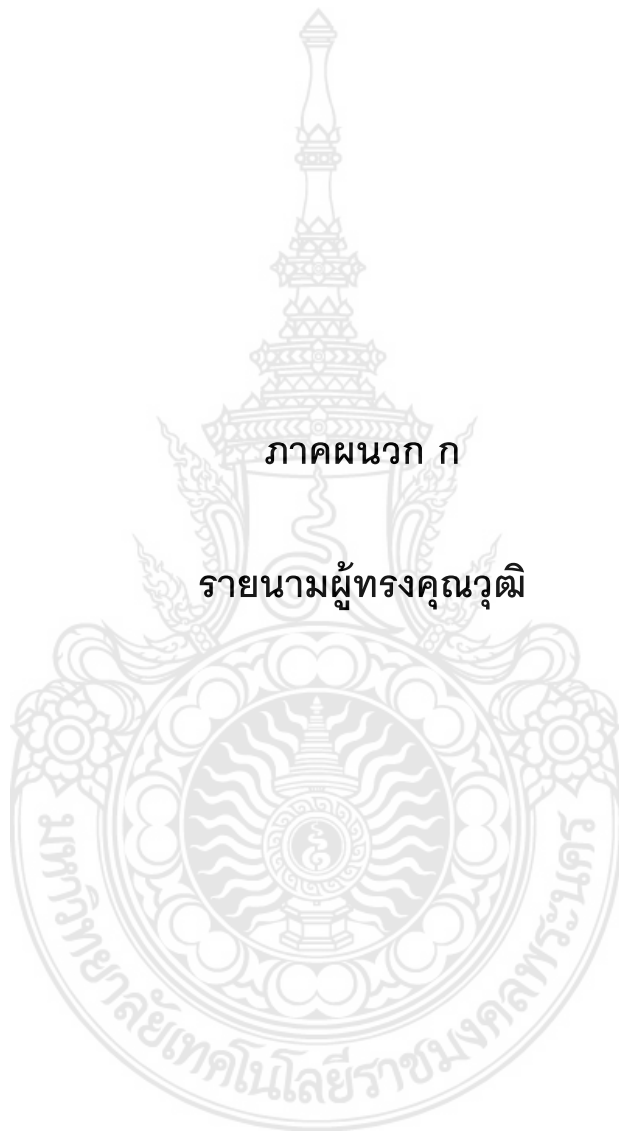 ภาคผนวก ก
รายนามผู้ทรงคุณวุฒิ
มหาวิทยาลัยเทคโนโลยีราชมงคลพระนคร